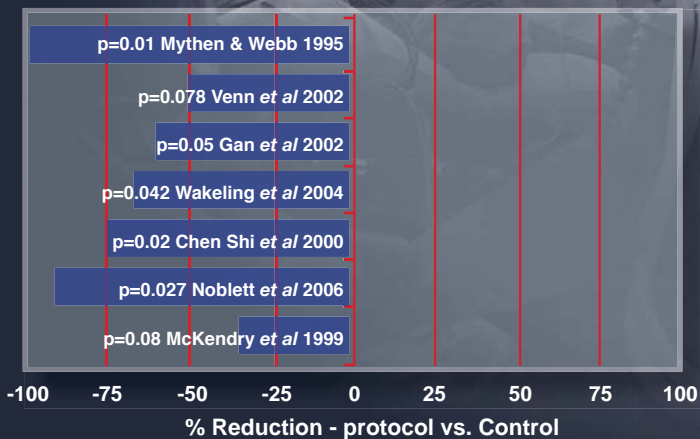 p=0.01 Mythen & Webb 1995
p=0.078 Venn et al 2002
p=0.05 Gan et al 2002
p=0.042 Wakeling et al 2004
p=0.02 Chen Shi et al 2000
p=0.027 Noblett et al 2006
p=0.08 McKendry et al 1999
-100 -75 -50 -25 0 25 50 75 100
% Reduction - protocol vs. Control